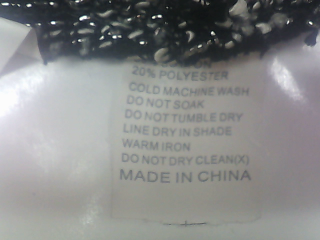 20% POLYESTER
COLD MACHINE WASH
DO NOT SOAK
DO NOT TUMBLE DRY
LINE DRY IN SHADE
WARM IRON
DO NOT DRY CLEAN(X)
MADE IN CHINA